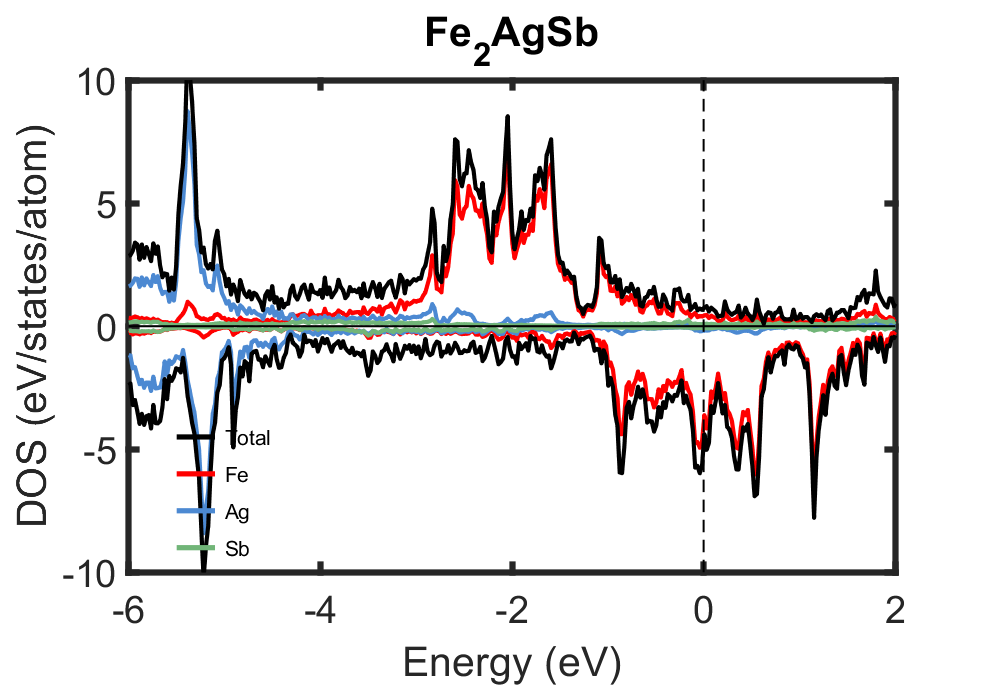 Fe₂AgSb
DOS (eV/states/atom)
10
5
0
-5
-10
Total
Fe
Ag
Sb
-6 -4 -2 0 2
Energy (eV)